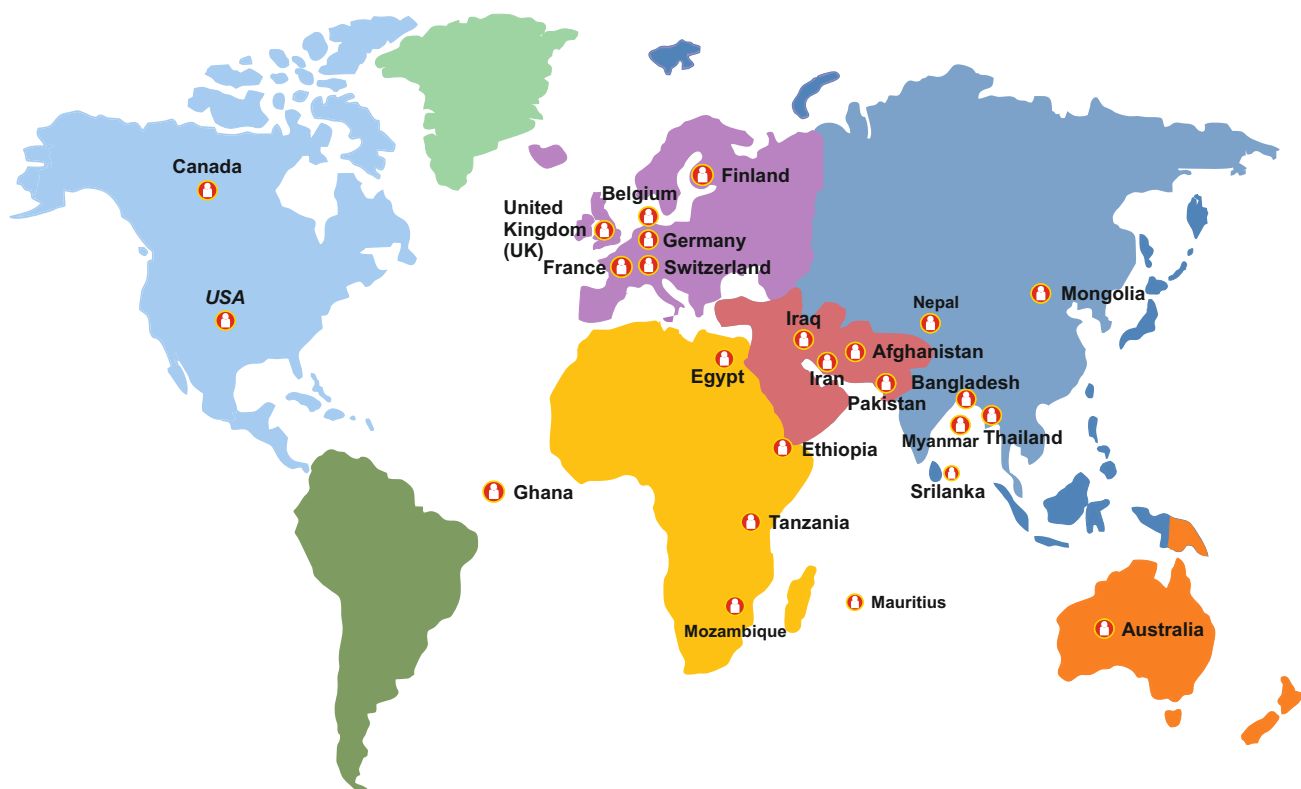 Canada
USA
Finland
Belgium
United
Kingdom
(UK)
Germany
France
Switzerland
Mongolia
Nepal
Iraq
Afghanistan
Iran
Egypt
Pakistan
Bangladesh
Myanmar
Thailand
Ethiopia
Srilanka
Ghana
Tanzania
Mauritius
Mozambique
Australia